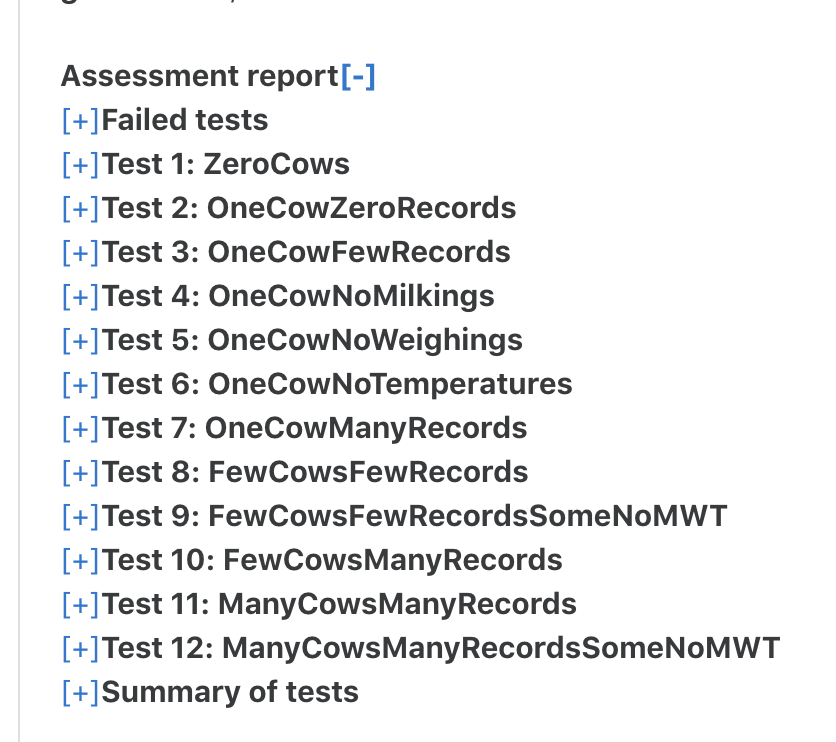 Assessment report[-]
[+]Failed tests
[+]Test 1: ZeroCows
[+]Test 2: OneCowZeroRecords
[+]Test 3: OneCowFewRecords
[+]Test 4: OneCowNoMilkings
[+]Test 5: OneCowNoWeighings
[+]Test 6: OneCowNoTemperatures
[+]Test 7: OneCowManyRecords
[+]Test 8: FewCowsFewRecords
[+]Test 9: FewCowsFewRecordsSomeNoMWT
[+]Test 10: FewCowsManyRecords
[+]Test 11: ManyCowsManyRecords
[+]Test 12: ManyCowsManyRecordsSomeNoMWT
[+]Summary of tests